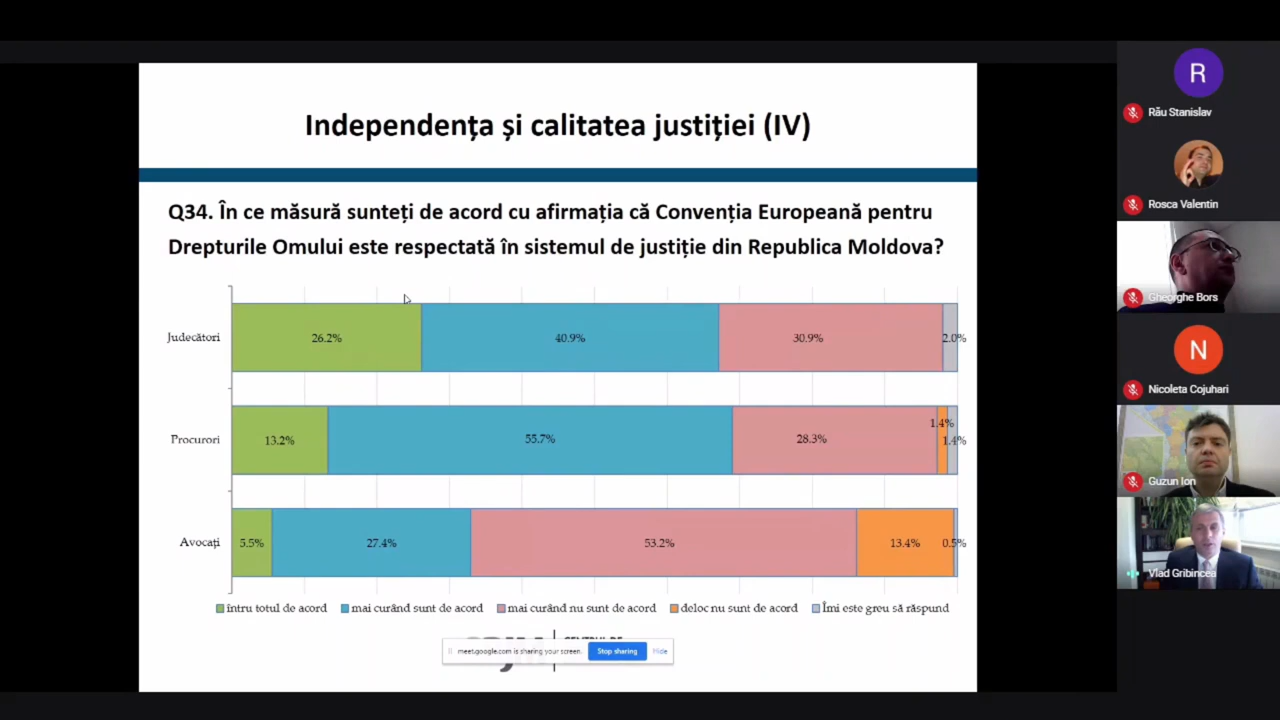 Independența și calitatea justiției (IV)
Q34. În ce măsură sunteți de acord cu afirmația că Convenția Europeană pentru
Drepturile Omului este respectată în sistemul de justiție din Republica Moldova?
Judecători
26.2%
40.9%
30.9%
2.0%
Procurori
13.2%
55.7%
28.3%
1.4%
1.4%
Avocați
5.5%
27.4%
53.2%
13.4%
0.5%
întru totul de acord
mai curând sunt de acord
mai curând nu sunt de acord
deloc nu sunt de acord
Îmi este greu să răspund
meet.google.com is sharing your screen.
Stop sharing
Hide
R
Rău Stanislav
Rosca Valentin
Gheorghe Bors
N
Nicoleta Cojuhari
Guzun Ion
Vlad Gribincea